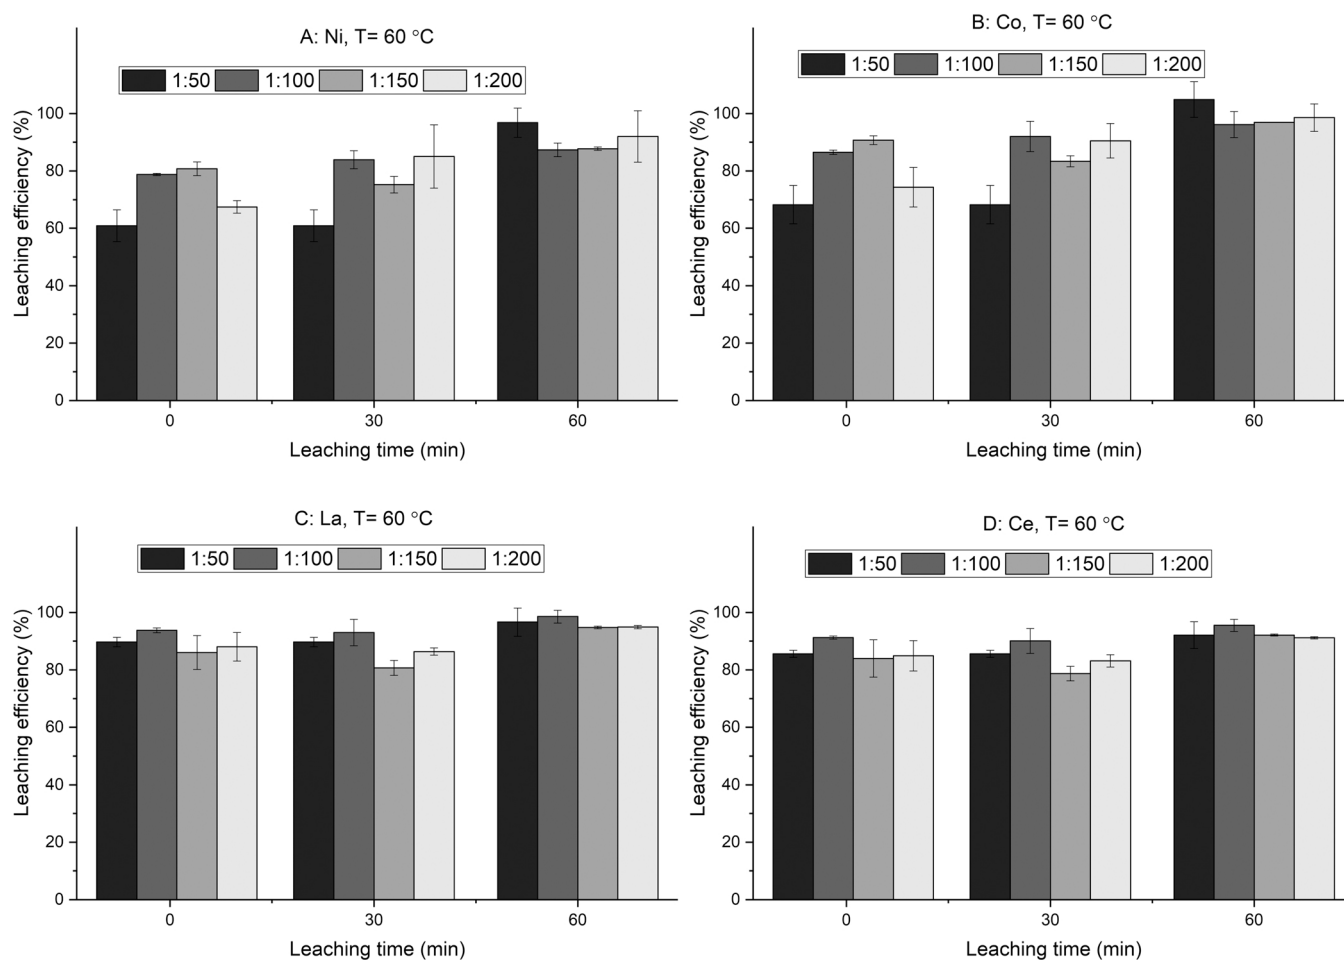 A: Ni, T= 60 °C
1:50 1:100 1:150 1:200
Leaching efficiency (%)
100
80
60
40
20
0
0 30 60
Leaching time (min)
B: Co, T= 60 °C
1:50 1:100 1:150 1:200
Leaching efficiency (%)
100
80
60
40
20
0
0 30 60
Leaching time (min)
C: La, T= 60 °C
1:50 1:100 1:150 1:200
Leaching efficiency (%)
100
80
60
40
20
0
0 30 60
Leaching time (min)
D: Ce, T= 60 °C
1:50 1:100 1:150 1:200
Leaching efficiency (%)
100
80
60
40
20
0
0 30 60
Leaching time (min)